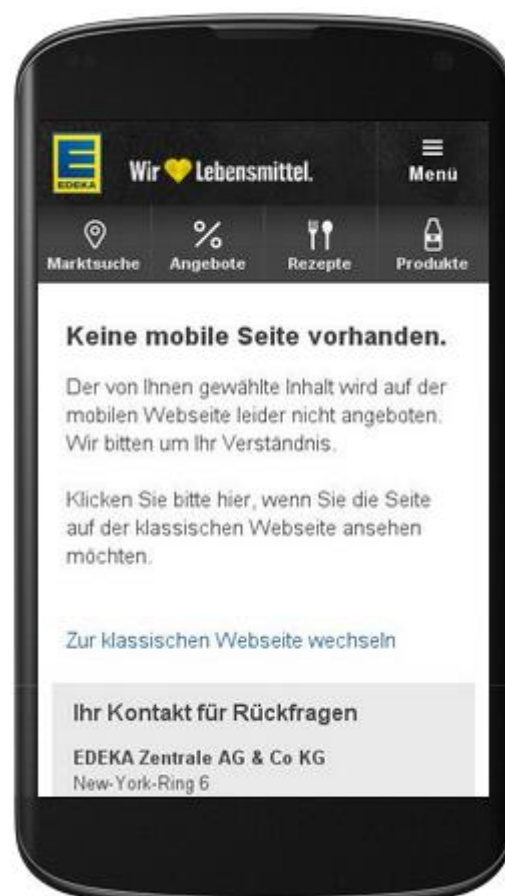 EDEKA
Wir Lebensmittel.
Menü
Marktsuche
Angebote
Rezepte
Produkte
Keine mobile Seite vorhanden.
Der von Ihnen gewählte Inhalt wird auf der
mobilen Webseite leider nicht angeboten.
Wir bitten um Ihr Verständnis.
Klicken Sie bitte hier, wenn Sie die Seite
auf der klassischen Webseite ansehen
möchten.
Zur klassischen Webseite wechseln
Ihr Kontakt für Rückfragen
EDEKA Zentrale AG & Co KG
New-York-Ring 6